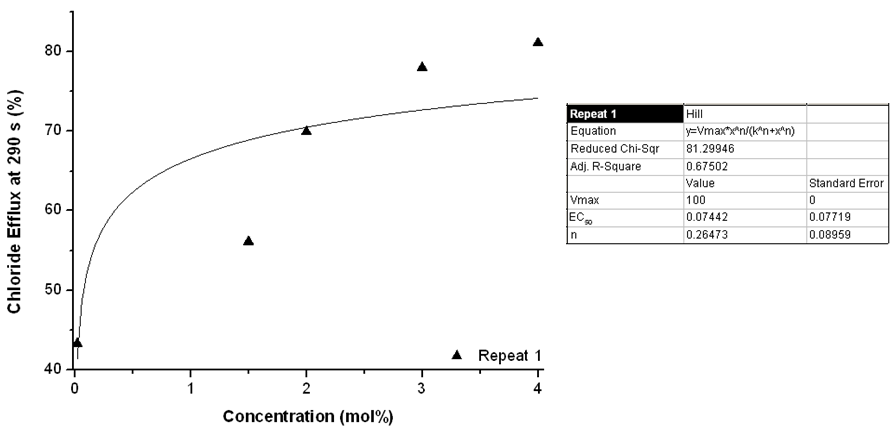 Chloride Efflux at 290 s (%)
80
70
60
50
40
0
1
2
3
4
Concentration (mol%)
Repeat 1
Repeat 1 Hill
Equation y=Vmax*x^n/(k^n+x^n)
Reduced Chi-Sqr 81.29946
Adj. R-Square 0.67502
Value Standard Error
Vmax 100 0
EC50 0.07442 0.07719
n 0.26473 0.08959